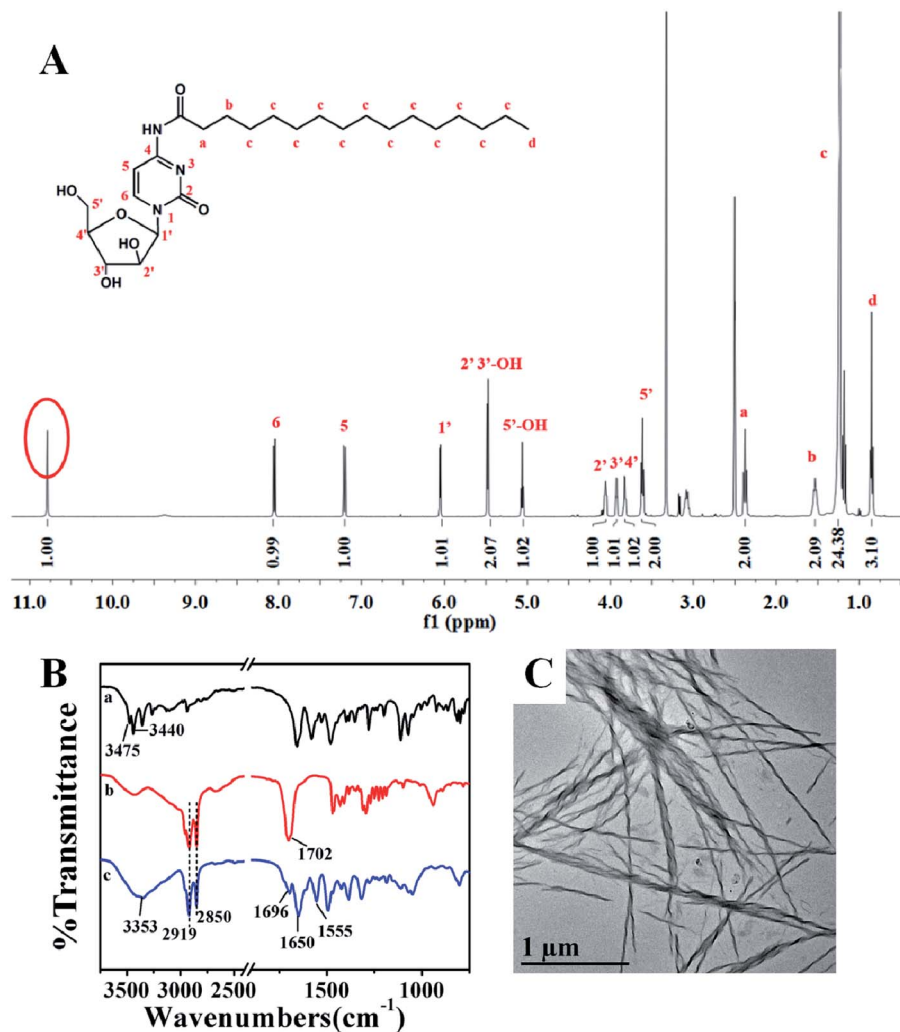 A
O
b c c c c c c c
NH
4
a c c c c c c d
5
3
N
6
2
HO
5'
N
1
O
O
4'
1'
HO
3'
2'
OH
c
d
2' 3'-OH
6
5
1'
5'-OH
5'
2' 3' 4'
a
b
1.00
0.99
1.00
1.01
2.07
1.02
1.00
1.01
1.02
2.00
2.00
2.09
24.38
3.10
11.0 10.0 9.0 8.0 7.0 6.0 5.0 4.0 3.0 2.0 1.0
f1 (ppm)
B
a
3440
3475
b
1702
c
3353
2919
2850
1696
1650
1555
%Transmittance
3500 3000 2500 1500 1000
Wavenumbers(cm-1)
C
1 μm